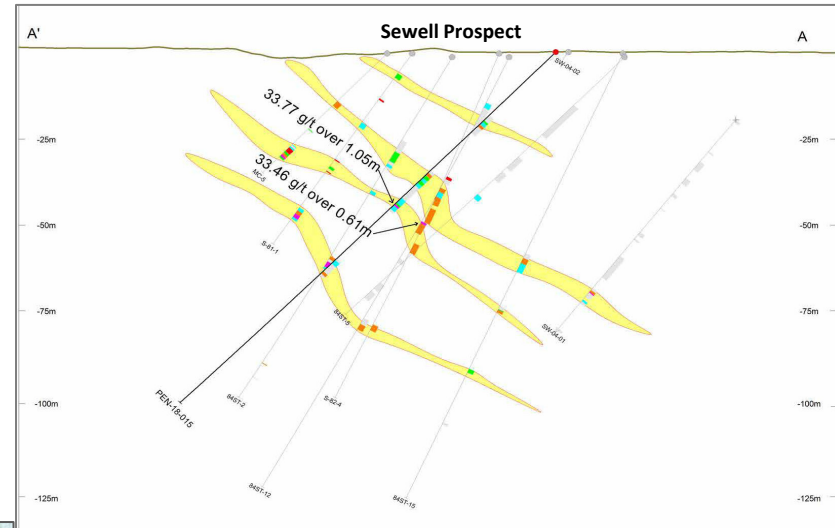 Sewell Prospect
A'
A
SW-04-02
33.77 g/t over 1.05m
33.46 g/t over 0.61m
-25m
-25m
MC-5
-50m
-50m
S-81-1
-75m
-75m
84ST-5
SW-04-01
PEN-18-015
84ST-2
S-82-4
-100m
-100m
84ST-12
84ST-15
-125m
-125m